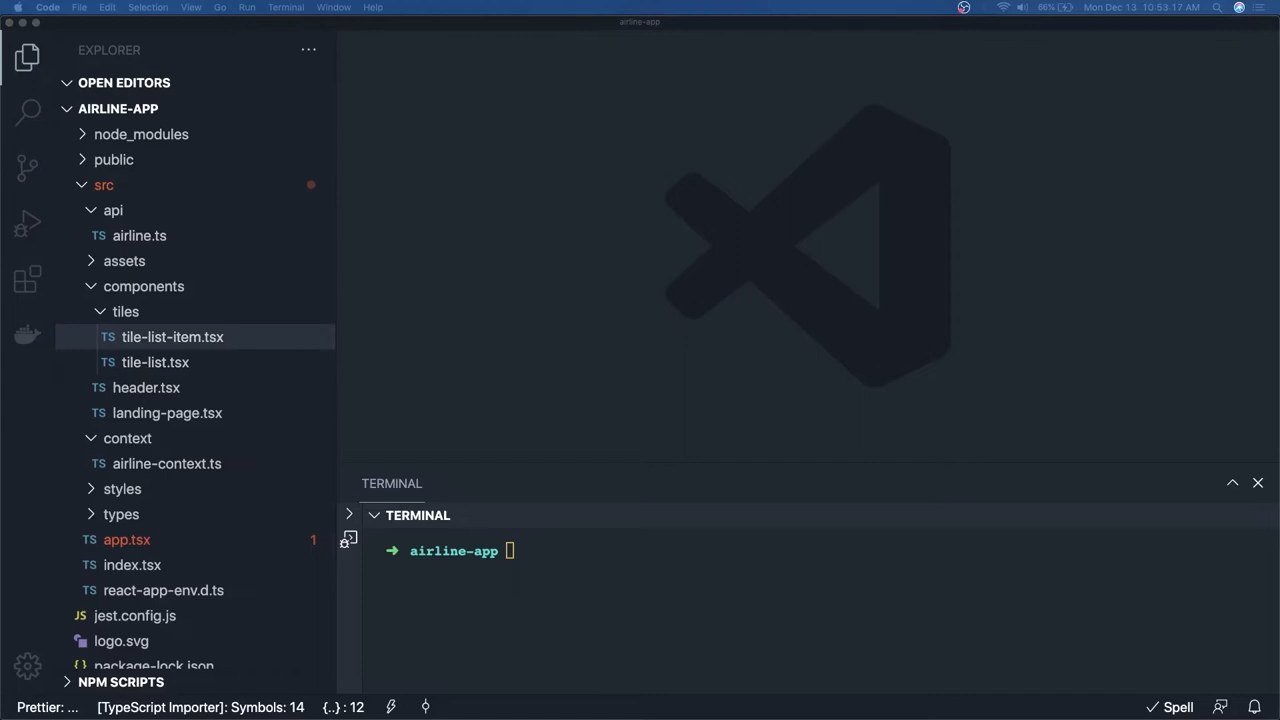 Code File Edit Selection View Go Run Terminal Window Help 66% Mon Dec 13 10:53:17 AM
airline-app
EXPLORER
OPEN EDITORS
AIRLINE-APP
node_modules
public
src
api
TS airline.ts
assets
components
tiles
TS tile-list-item.tsx
TS tile-list.tsx
TS header.tsx
TS landing-page.tsx
context
TS airline-context.ts
styles
types
TS app.tsx 1
TS index.tsx
TS react-app-env.d.ts
JS jest.config.js
logo.svg
{} package-lock.json
NPM SCRIPTS
TERMINAL
TERMINAL
➜ airline-app
Prettier: ... [TypeScript Importer]: Symbols: 14 {..} : 12 Spell